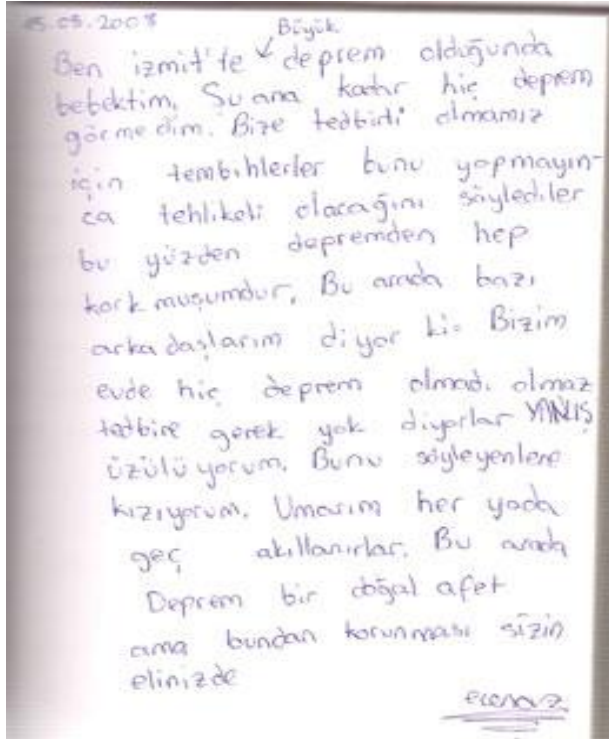 15.09.2008
Büyük
Ben izmit'te deprem olduğunda
bebektim. Şu ana kadar hiç deprem
görmedim. Bize tedbirli olmamız
için tembihlerler bunu yapmayın-
ca tehlikeli olacağını söylediler
bu yüzden depremden hep
korkmuşumdur. Bu arada bazı
arkadaşlarım diyor ki= Bizim
evde hiç deprem olmadı olmaz
tedbire gerek yok diyorlar YANLIŞ
üzülüyorum. Bunu söyleyenlere
kızıyorum. Umarım her yada
geç akıllanırlar. Bu arada
Deprem bir doğal afet
ama bundan korunması sizin
elinizde
ecenaz